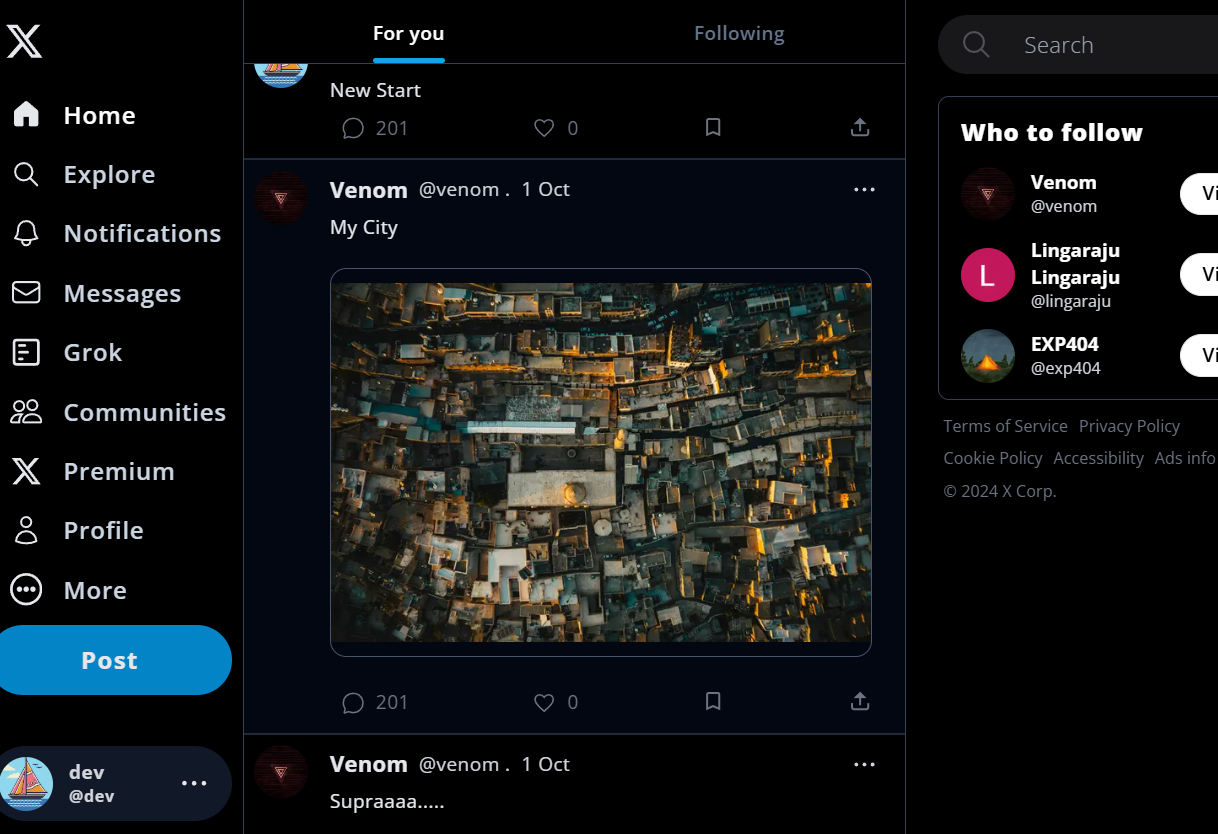 Home
Explore
Notifications
Messages
Grok
Communities
Premium
Profile
More
Post
dev
@dev
For you
Following
New Start
201 0
Venom @venom . 1 Oct
My City
201 0
Venom @venom . 1 Oct
Supraaaa.....
Search
Who to follow
Venom
@venom
Vi
L
Lingaraju
Lingaraju
@lingaraju
Vi
EXP404
@exp404
Vi
Terms of Service Privacy Policy
Cookie Policy Accessibility Ads info
© 2024 X Corp.